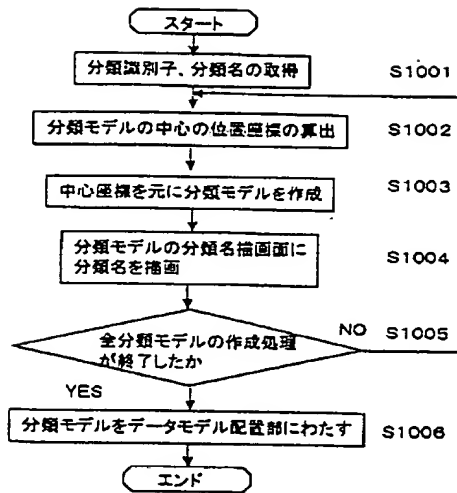 スタート
分類識別子、分類名の取得
S1001
分類モデルの中心の位置座標の算出
S1002
中心座標を元に分類モデルを作成
S1003
分類モデルの分類名描画面に
分類名を描画
S1004
全分類モデルの作成処理
が終了したか
NO
S1005
YES
分類モデルをデータモデル配置部にわたす
S1006
エンド